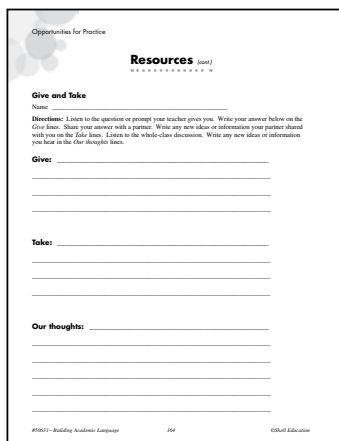 Opportunities for Practice
Resources (cont.)
Give and Take
Name
Directions: Listen to the question or prompt your teacher gives you. Write your answer below on the
Give lines. Share your answer with a partner. Write any new ideas or information your partner shared
with you on the Take lines. Listen to the whole-class discussion. Write any new ideas or information
you hear in the Our thoughts lines.
Give:
Take:
Our thoughts:
#50631—Building Academic Language 164 ©Shell Education